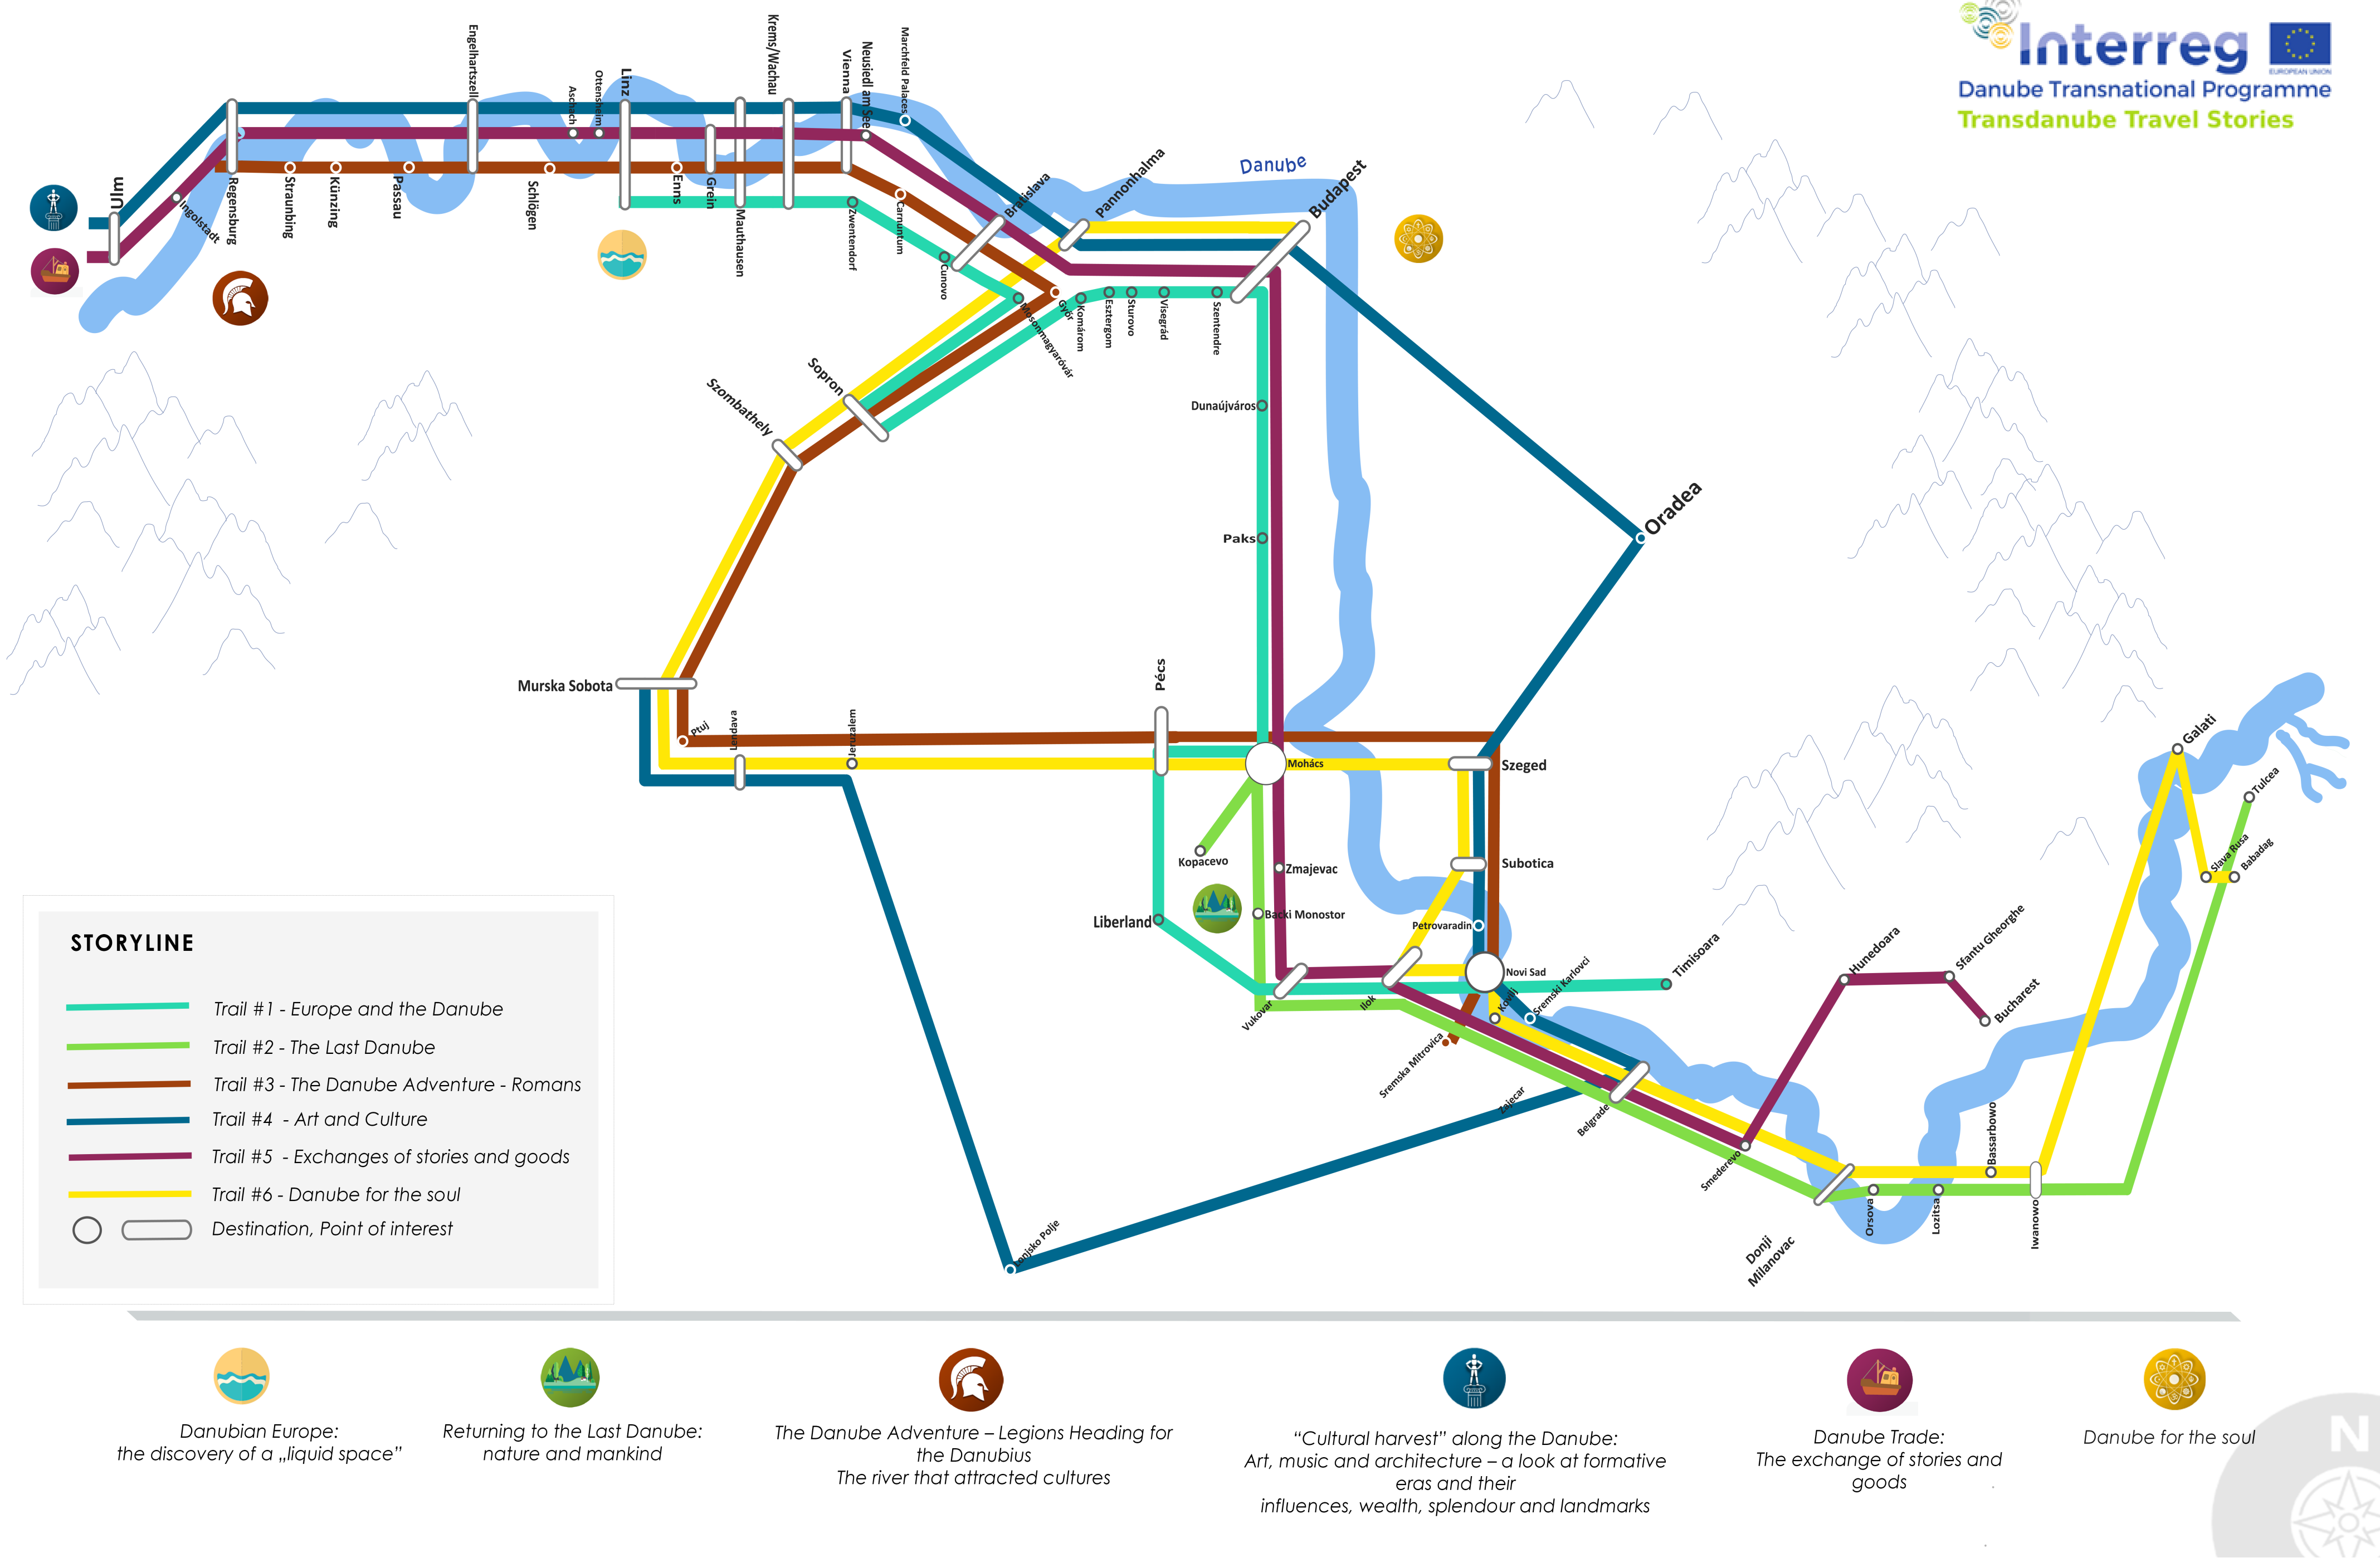 Interreg
EUROPEAN UNION
Danube Transnational Programme
Transdanube Travel Stories
Engelhartszell
Aschach
Ottensheim
Linz
Krems/Wachau
Vienna
Neusiedl am See
Marchfeld Palaces
Ulm
Ingolstadt
Regensburg
Straubing
Künzing
Passau
Schlögen
Enns
Grein
Mauthausen
Zwentendorf
Carnuntum
Cunovo
Bratislava
Pannonhalma
Danube
Budapest
Mosonmagyaróvár
Győr
Komárom
Esztergom
Sturovo
Visegrád
Szentendre
Sopron
Szombathely
Dunaújváros
Paks
Oradea
Murska Sobota
Ptuj
Lendava
Jeruzalem
Pécs
Mohács
Szeged
Kopacevo
Zmajevac
Subotica
Liberland
Backi Monostor
Petrovaradin
Novi Sad
Vukovar
Ilok
Kovilj
Sremski Karlovci
Timisoara
Sremska Mitrovica
Zajecar
Belgrade
Smederevo
Hunedoara
Sfantu Gheorghe
Bucharest
Galati
Tulcea
Slava Rusa
Babadag
Donji
Milanovac
Orsova
Lozitsa
Bassarbowo
Iwanowo
Lonjsko Polje
STORYLINE
Trail #1 - Europe and the Danube
Trail #2 - The Last Danube
Trail #3 - The Danube Adventure - Romans
Trail #4 - Art and Culture
Trail #5 - Exchanges of stories and goods
Trail #6 - Danube for the soul
Destination, Point of interest
Danubian Europe:
the discovery of a „liquid space”
Returning to the Last Danube:
nature and mankind
The Danube Adventure – Legions Heading for
the Danubius
The river that attracted cultures
“Cultural harvest” along the Danube:
Art, music and architecture – a look at formative
eras and their
influences, wealth, splendour and landmarks
Danube Trade:
The exchange of stories and
goods
Danube for the soul
N